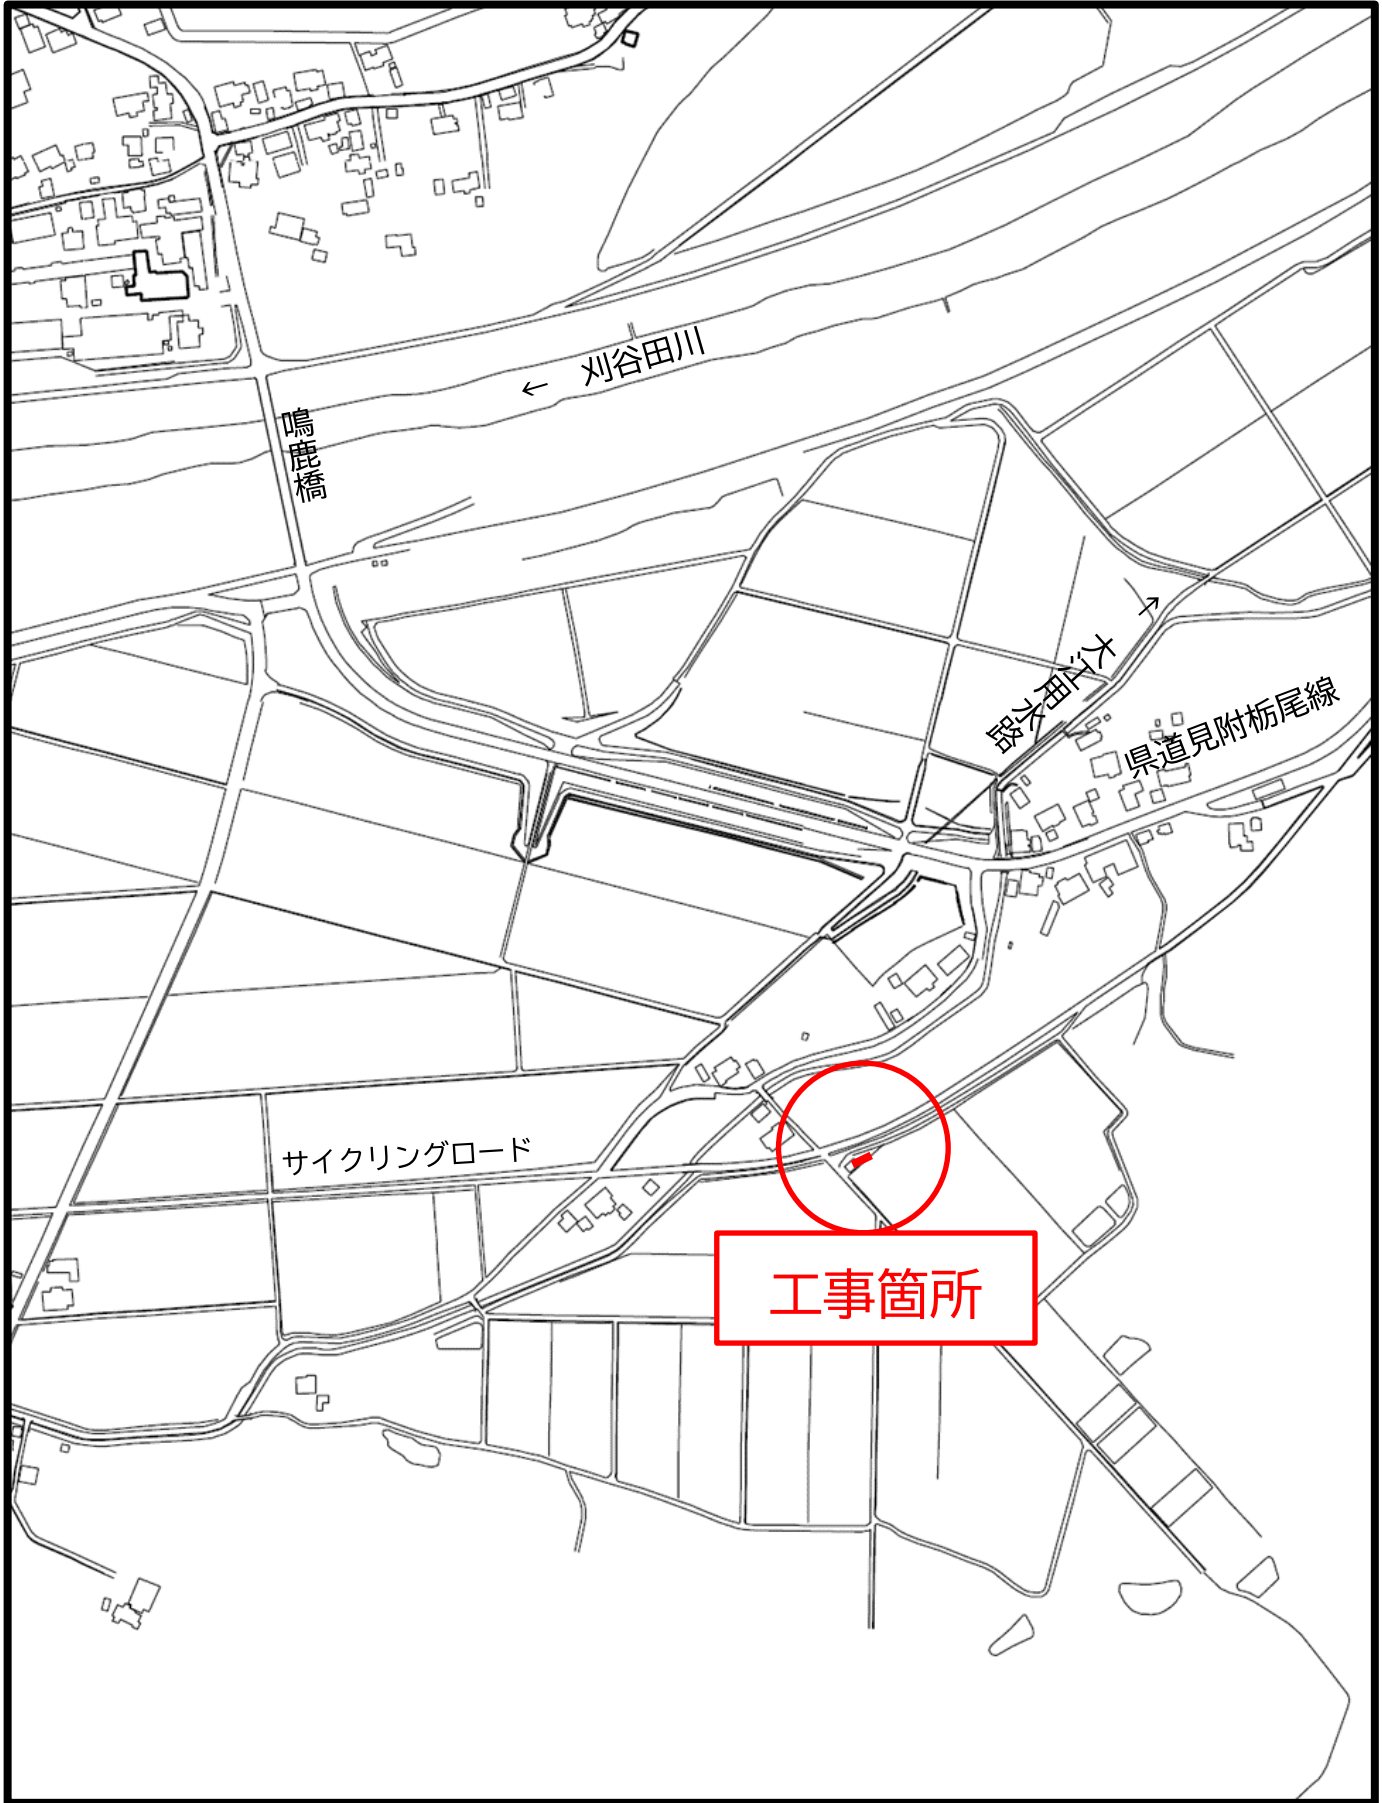 ← 刈谷田川
鳴鹿橋
大江用水路
→
県道見附栃尾線
サイクリングロード
工事箇所